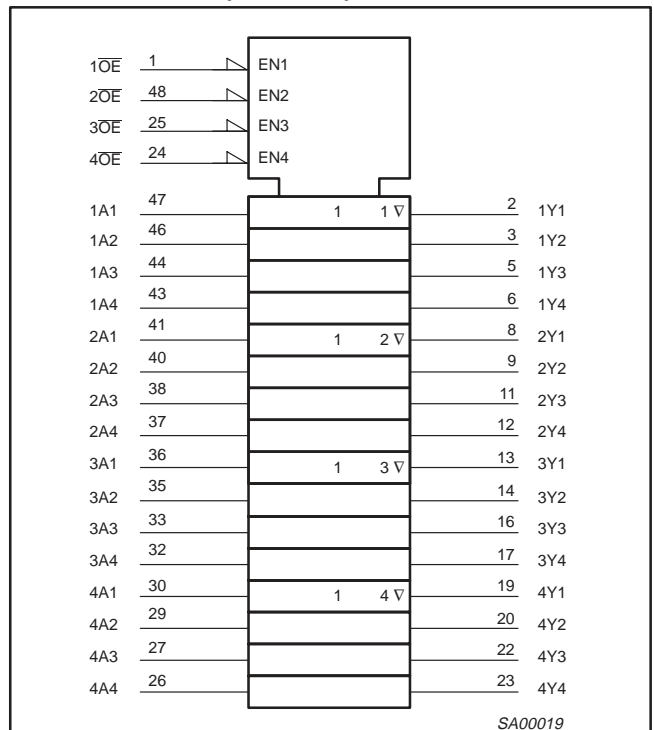 1O̅E̅ 1 EN1
2O̅E̅ 48 EN2
3O̅E̅ 25 EN3
4O̅E̅ 24 EN4
1A1 47 1 1 ∇ 2 1Y1
1A2 46 3 1Y2
1A3 44 5 1Y3
1A4 43 6 1Y4
2A1 41 1 2 ∇ 8 2Y1
2A2 40 9 2Y2
2A3 38 11 2Y3
2A4 37 12 2Y4
3A1 36 1 3 ∇ 13 3Y1
3A2 35 14 3Y2
3A3 33 16 3Y3
3A4 32 17 3Y4
4A1 30 1 4 ∇ 19 4Y1
4A2 29 20 4Y2
4A3 27 22 4Y3
4A4 26 23 4Y4
SA00019